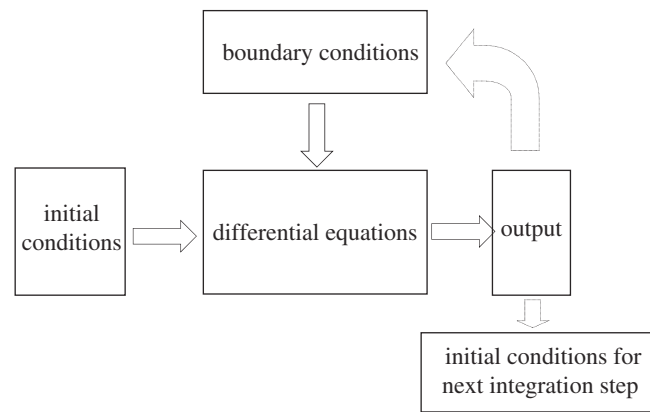 boundary conditions
initial
conditions
differential equations
output
initial conditions for
next integration step